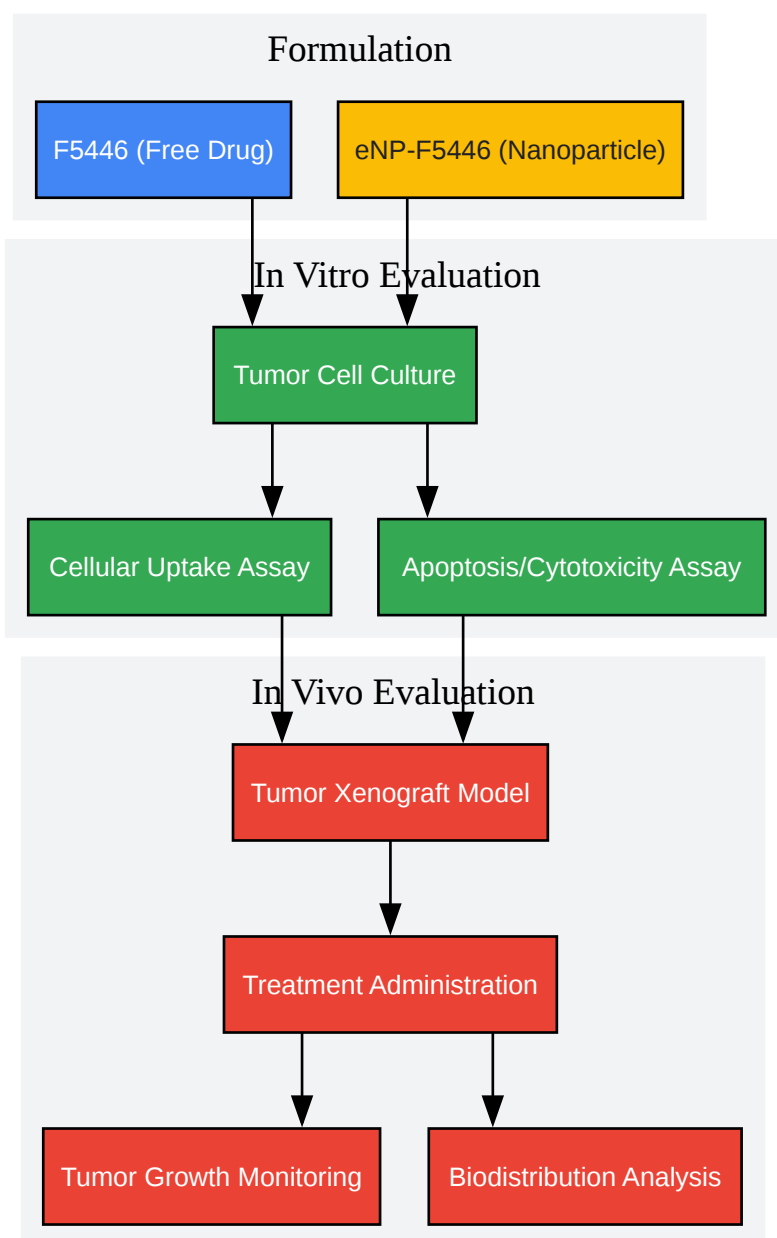 Formulation
F5446 (Free Drug)
eNP-F5446 (Nanoparticle)
In Vitro Evaluation
Tumor Cell Culture
Cellular Uptake Assay
Apoptosis/Cytotoxicity Assay
In Vivo Evaluation
Tumor Xenograft Model
Treatment Administration
Tumor Growth Monitoring
Biodistribution Analysis